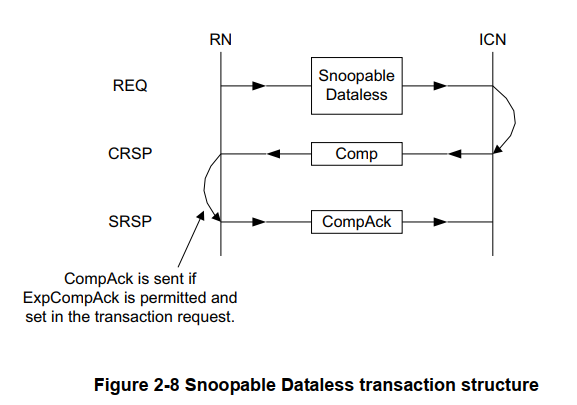 RN ICN
REQ Snoopable
Dataless
CRSP Comp
SRSP CompAck
CompAck is sent if
ExpCompAck is permitted and
set in the transaction request.
Figure 2-8 Snoopable Dataless transaction structure